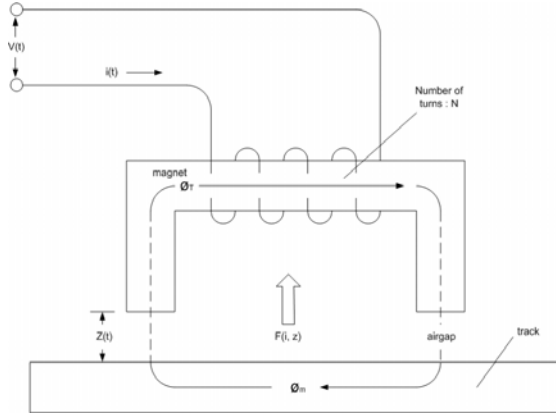 V(t)
i(t)
Number of
turns : N
magnet
ØT
Z(t)
F(i, z)
airgap
track
Øm